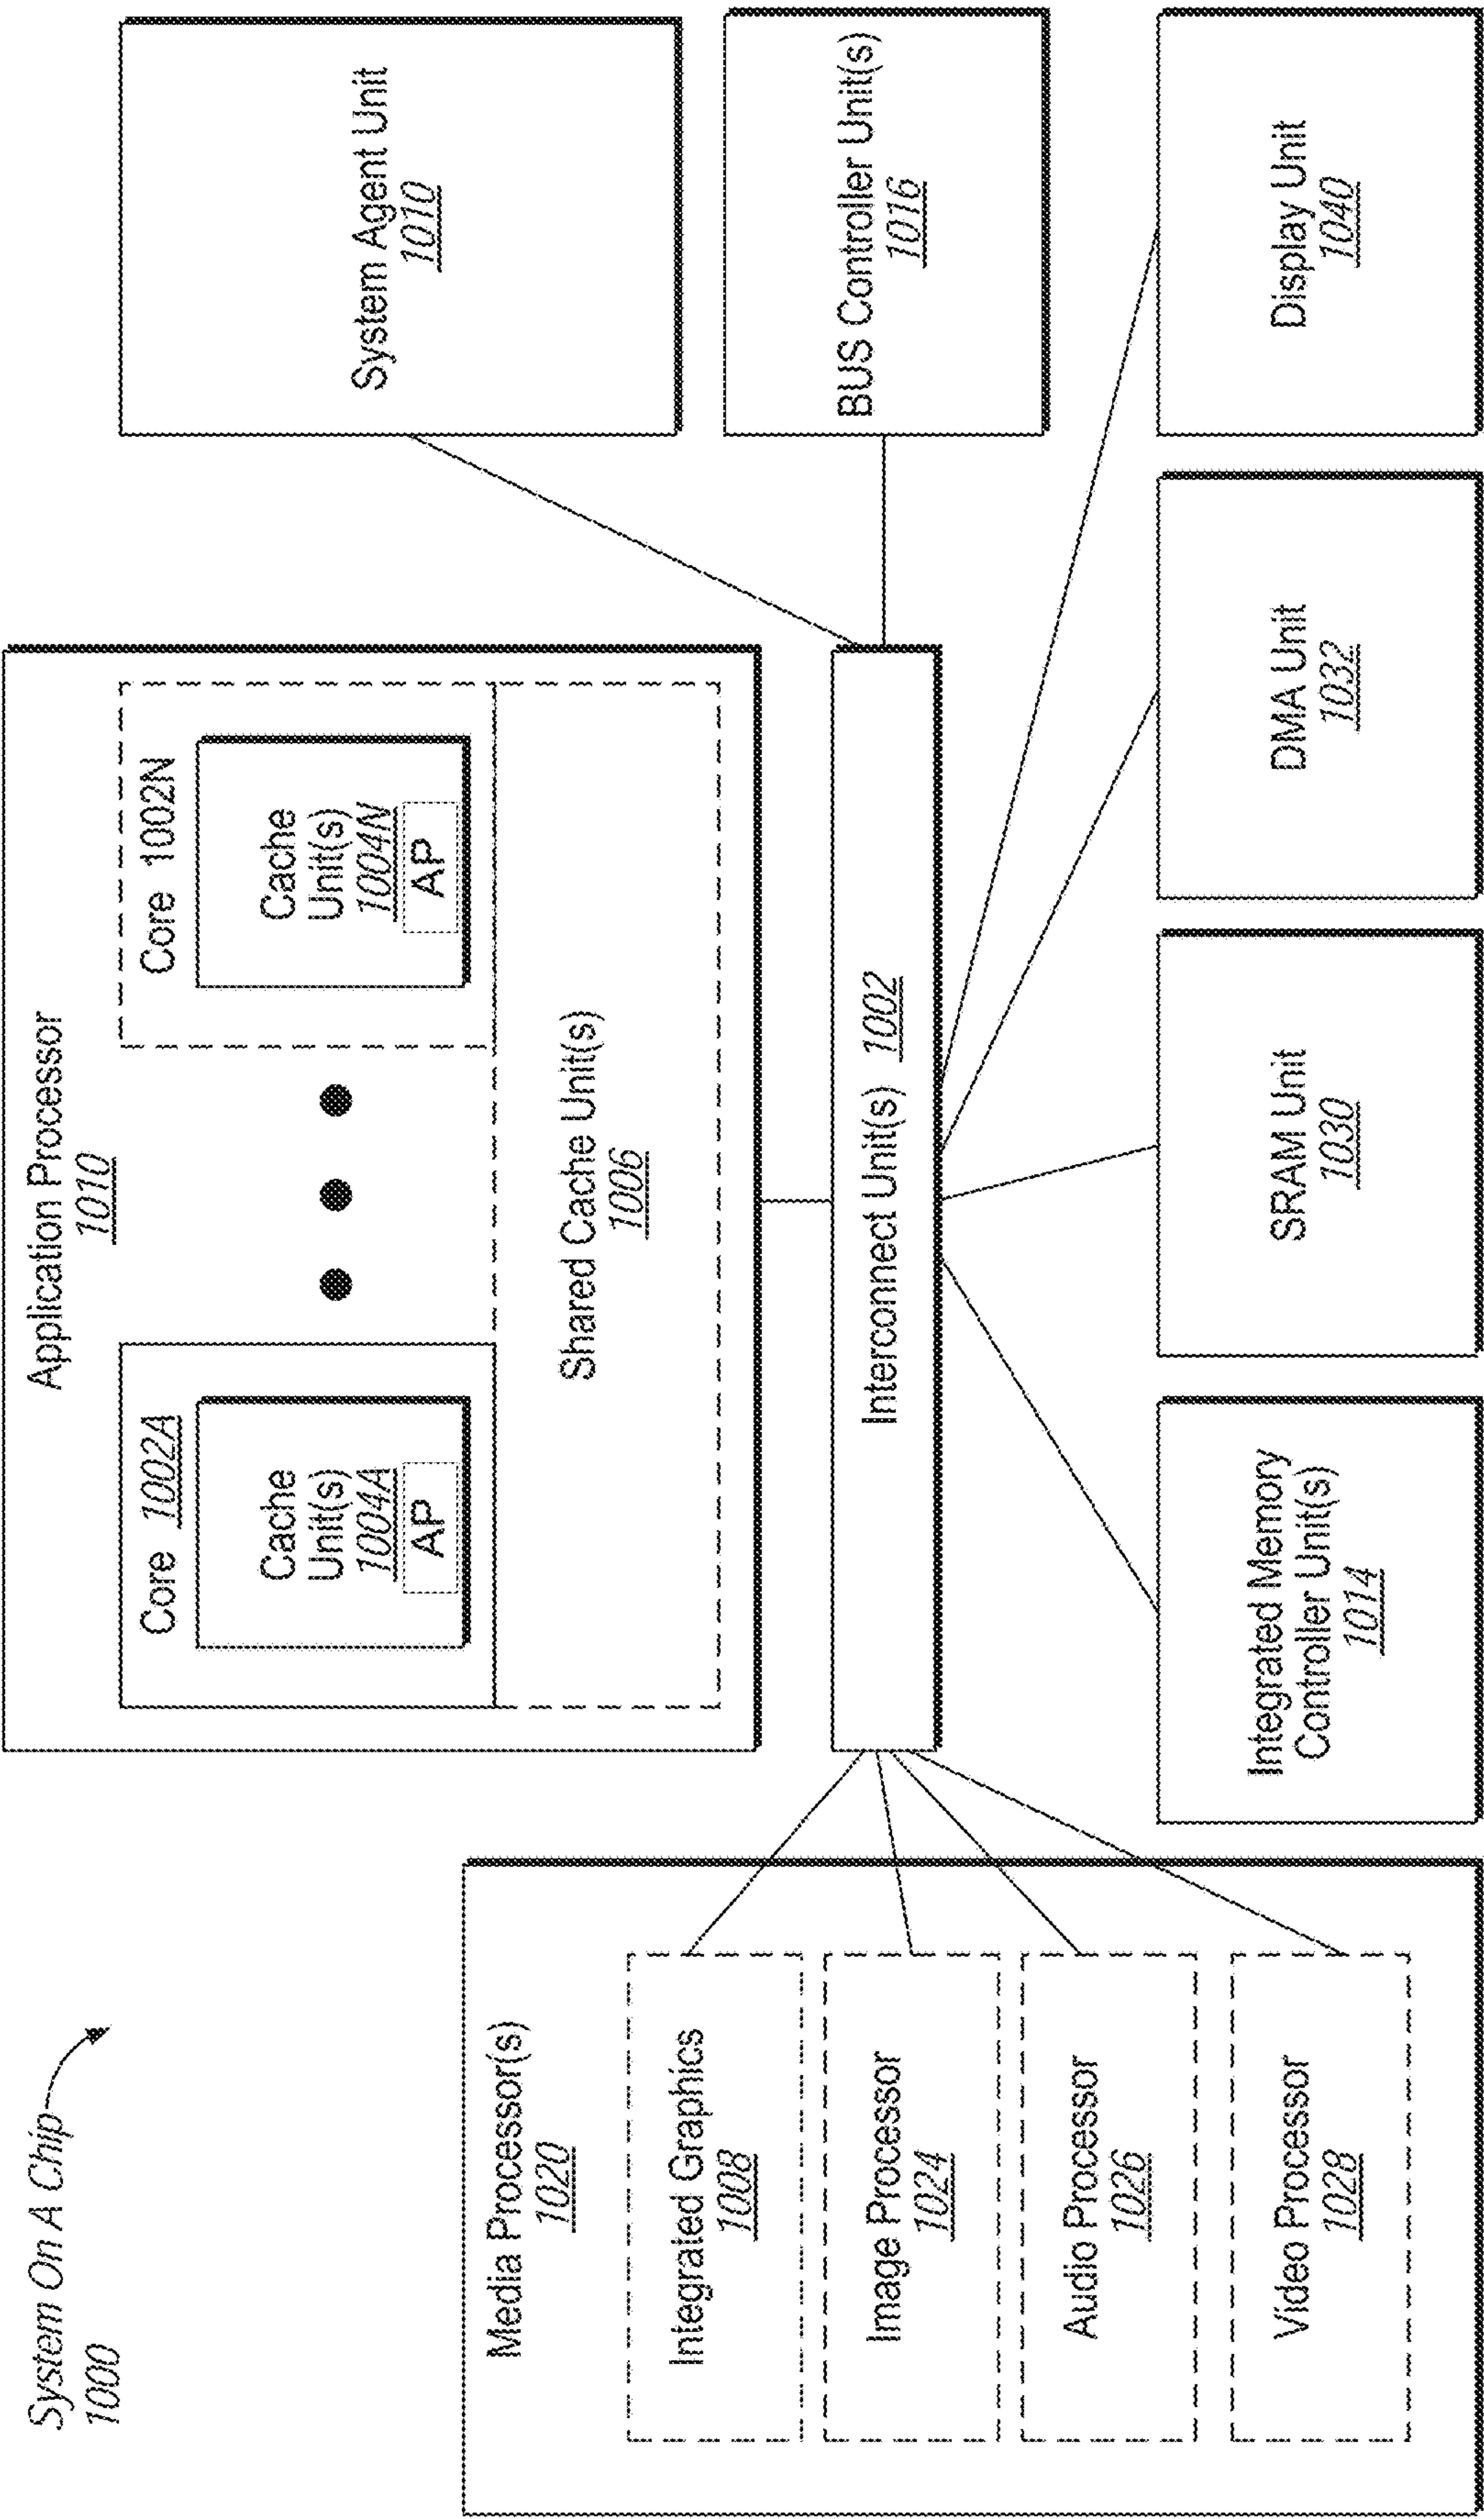 System On A Chip
1000
Application Processor
1010
Core 1002A
Cache
Unit(s)
1004A
AP
Core 1002N
Cache
Unit(s)
1004N
AP
Shared Cache Unit(s)
1006
System Agent Unit
1010
Media Processor(s)
1020
Integrated Graphics
1008
Image Processor
1024
Audio Processor
1026
Video Processor
1028
Interconnect Unit(s) 1002
BUS Controller Unit(s)
1016
Integrated Memory
Controller Unit(s)
1014
SRAM Unit
1030
DMA Unit
1032
Display Unit
1040